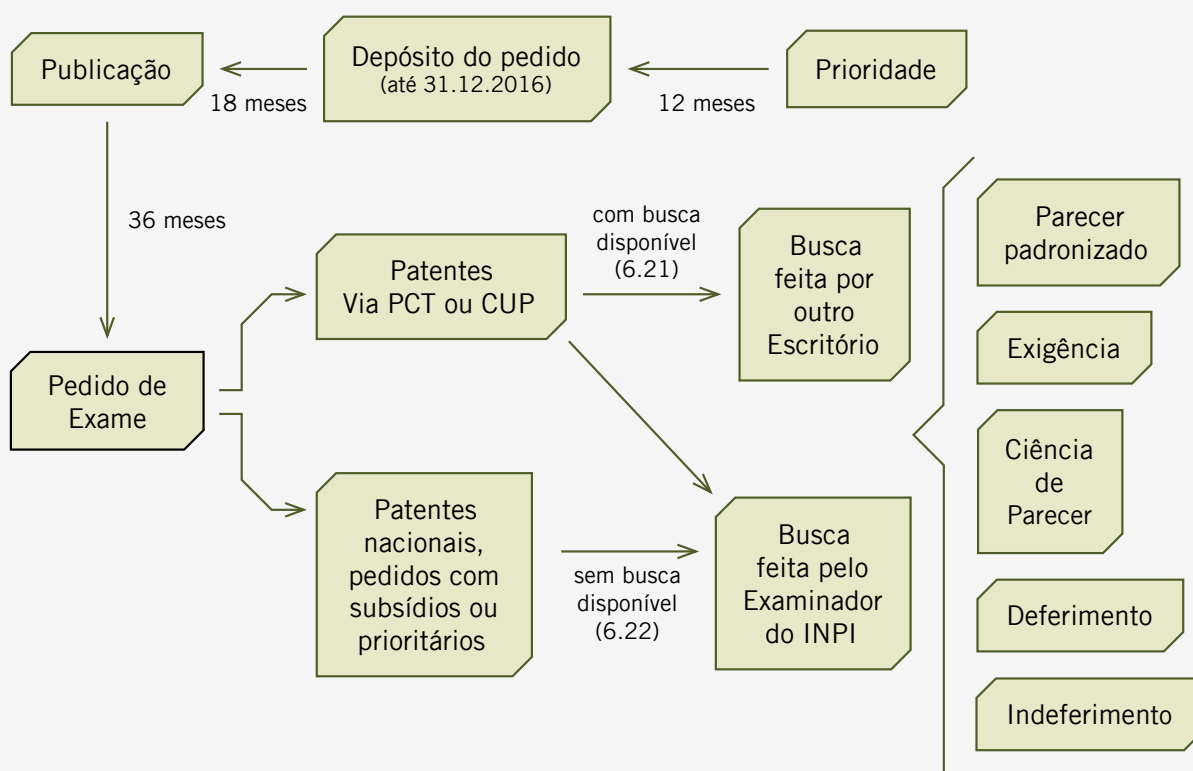 Publicação
18 meses
Depósito do pedido
(até 31.12.2016)
12 meses
Prioridade
36 meses
Pedido de
Exame
Patentes
Via PCT ou CUP
com busca
disponível
(6.21)
Busca
feita por
outro
Escritório
Patentes
nacionais,
pedidos com
subsídios ou
prioritários
sem busca
disponível
(6.22)
Busca
feita pelo
Examinador
do INPI
Parecer
padronizado
Exigência
Ciência
de
Parecer
Deferimento
Indeferimento